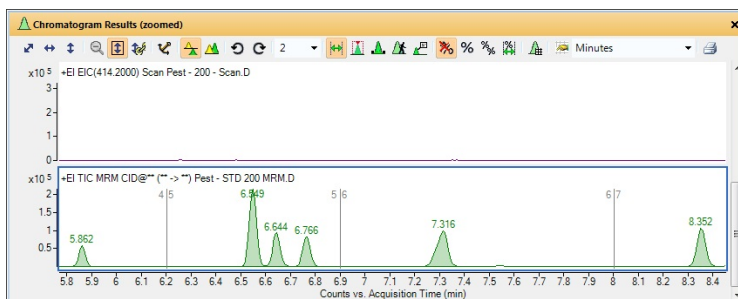 Chromatogram Results (zoomed)
2 Minutes
x10 5 +EI EIC(414.2000) Scan Pest - 200 - Scan.D
3
2
1
0
x10 5 +EI TIC MRM CID@** (** -> **) Pest - STD 200 MRM.D
2
1.5
1
0.5
4 5
5 6
6 7
5.862
6.549
6.644
6.766
7.316
8.352
5.8 5.9 6 6.1 6.2 6.3 6.4 6.5 6.6 6.7 6.8 6.9 7 7.1 7.2 7.3 7.4 7.5 7.6 7.7 7.8 7.9 8 8.1 8.2 8.3 8.4
Counts vs. Acquisition Time (min)